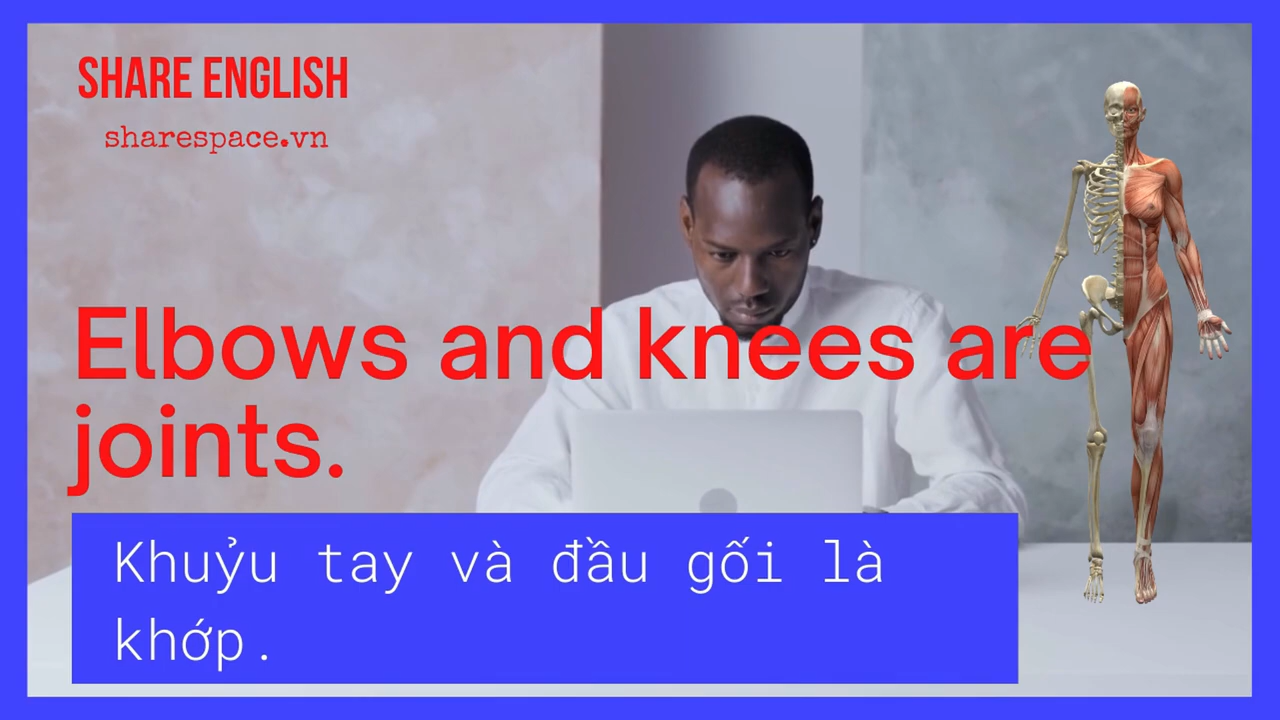 SHARE ENGLISH
sharespace.vn
Elbows and knees are
joints.
Khuỷu tay và đầu gối là
khớp.